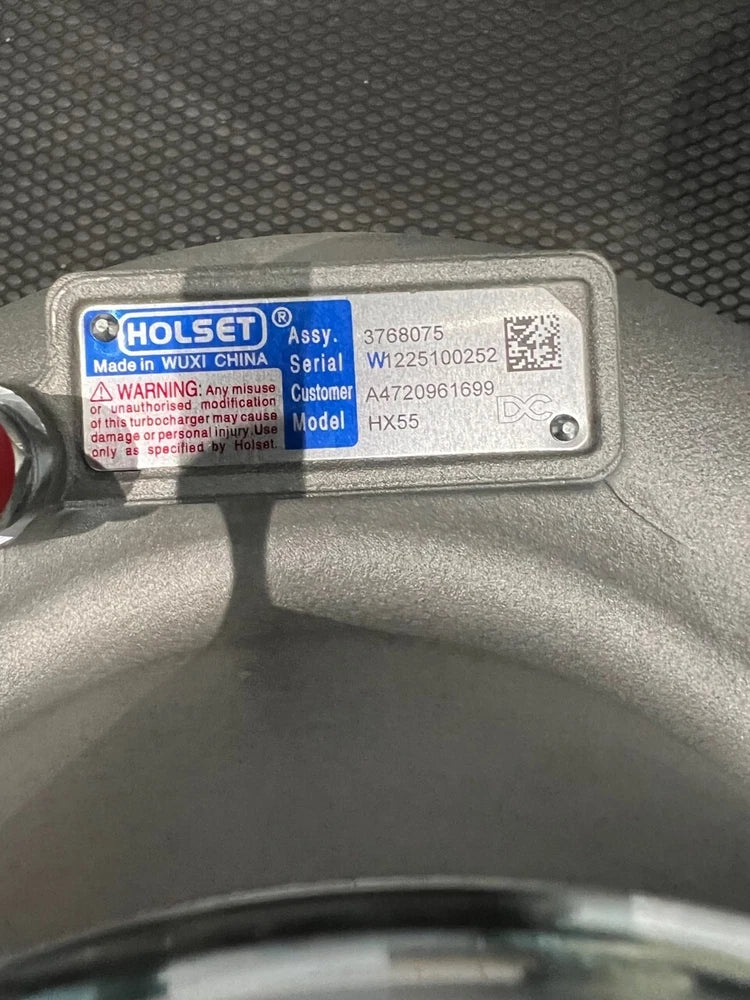 HOLSET®
Made in WUXI CHINA
⚠ WARNING: Any misuse
or unauthorised modification
of this turbocharger may cause
damage or personal injury.Use
only as specified by Holset.
Assy. 3768075
Serial W1225100252
Customer A4720961699
Model HX55
DC